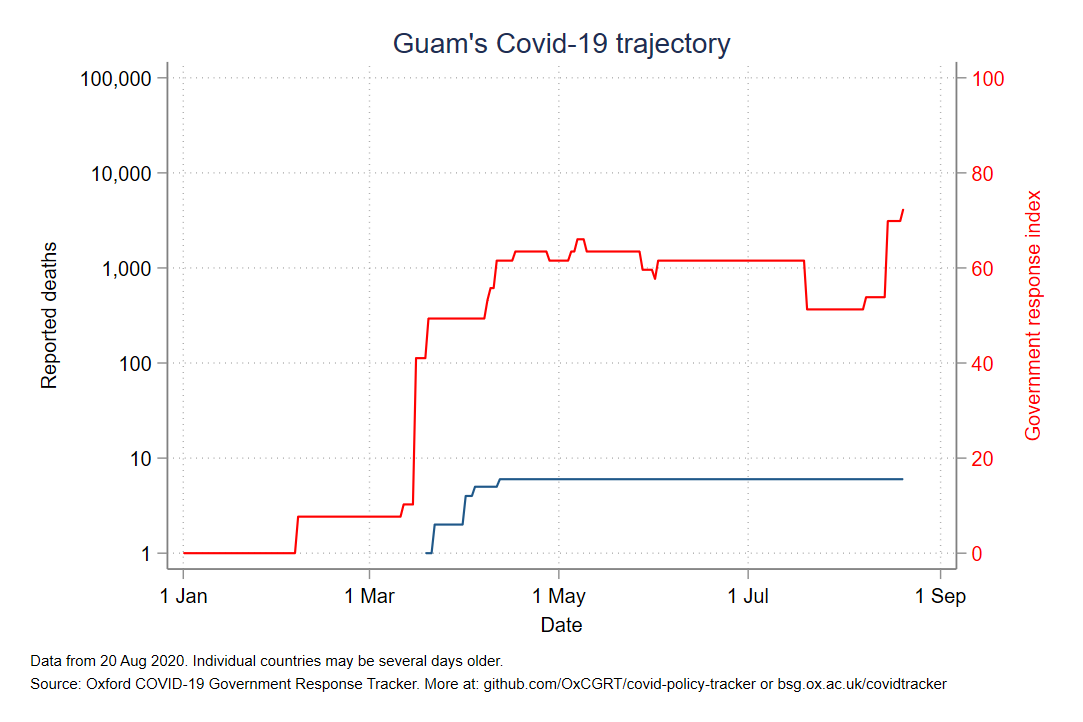 Guam's Covid-19 trajectory
100,000
10,000
1,000
100
10
1
Reported deaths
100
80
60
40
20
0
Government response index
1 Jan
1 Mar
1 May
1 Jul
1 Sep
Date
Data from 20 Aug 2020. Individual countries may be several days older.
Source: Oxford COVID-19 Government Response Tracker. More at: github.com/OxCGRT/covid-policy-tracker or bsg.ox.ac.uk/covidtracker